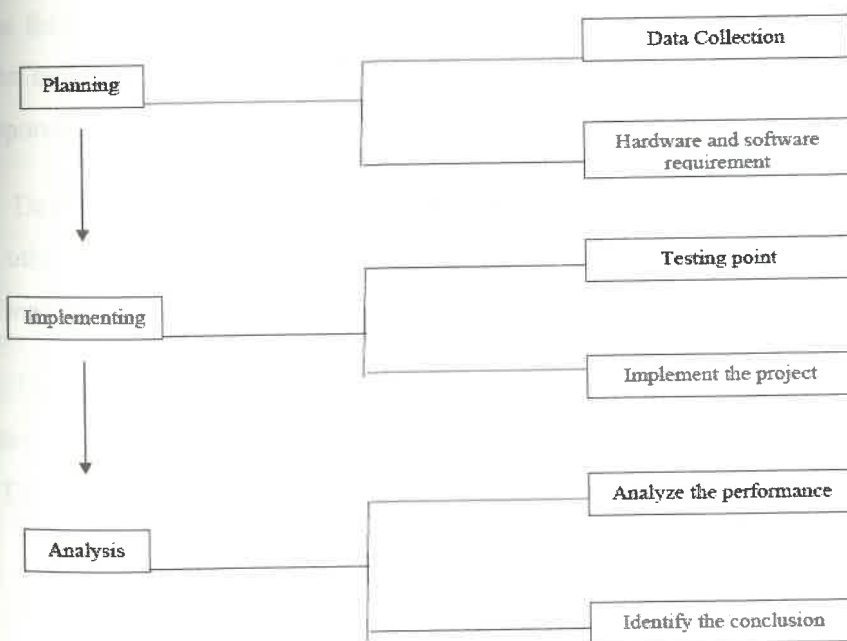 Data Collection
Planning
Hardware and software
requirement
Testing point
Implementing
Implement the project
Analyze the performance
Analysis
Identify the conclusion